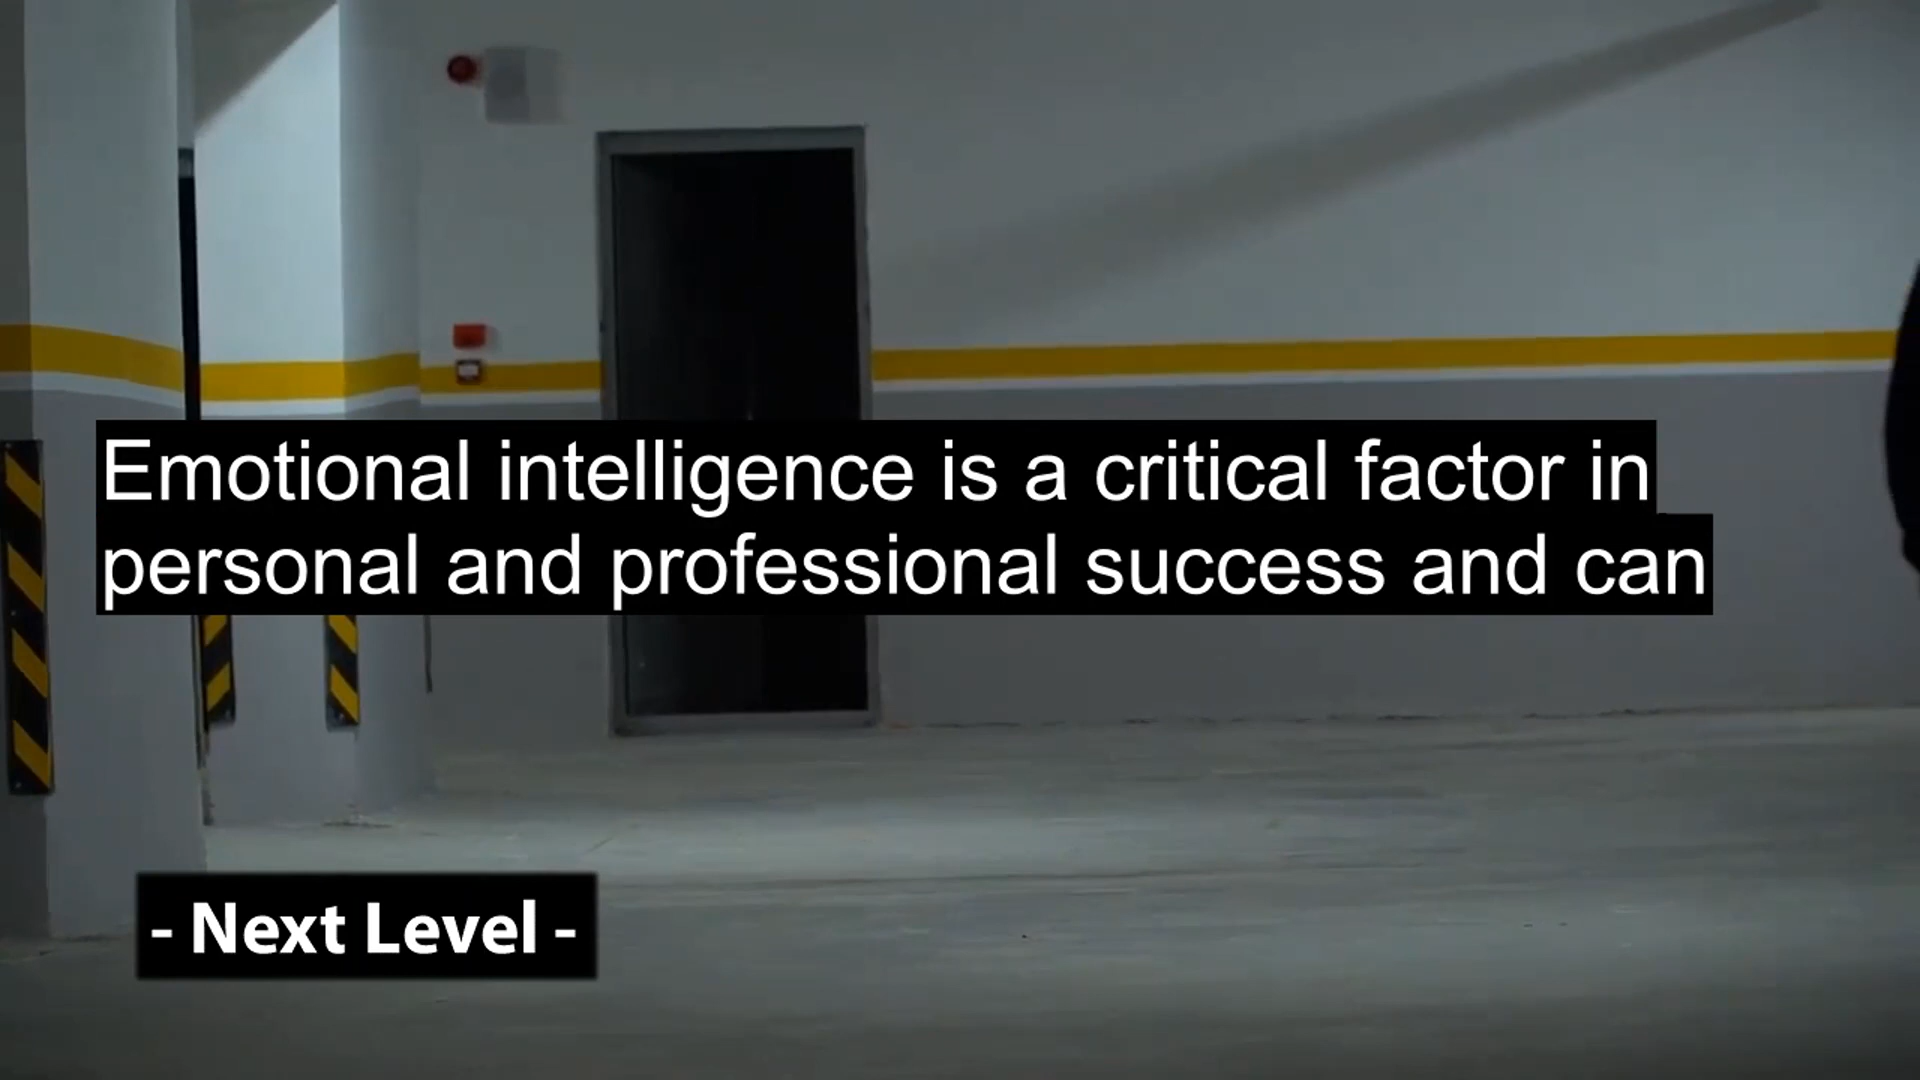 Emotional intelligence is a critical factor in
personal and professional success and can
- Next Level -